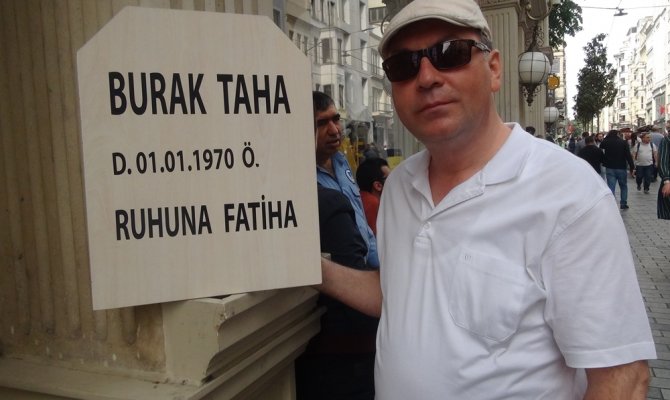 BURAK TAHA
D. 01.01.1970 Ö.
RUHUNA FATİHA